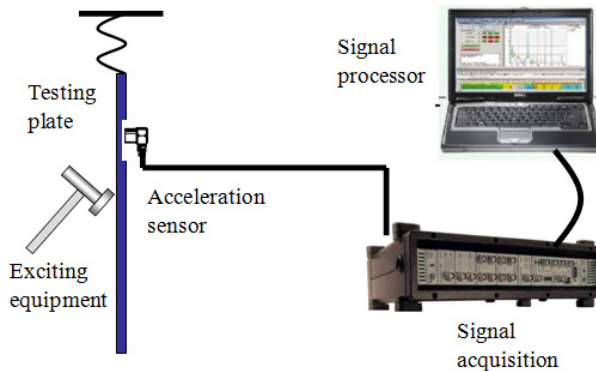 Signal
processor
Testing
plate
Acceleration
sensor
Exciting
equipment
Signal
acquisition